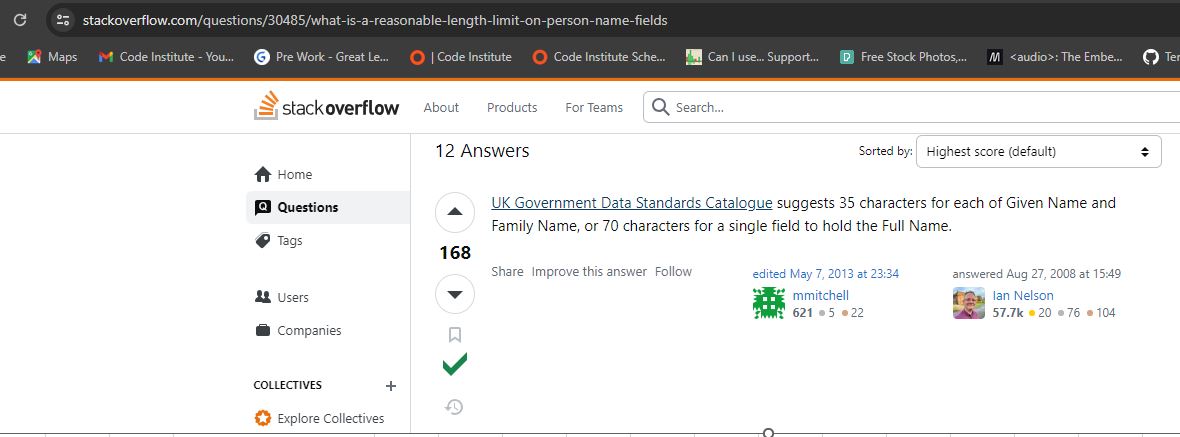 stackoverflow.com/questions/30485/what-is-a-reasonable-length-limit-on-person-name-fields
e Maps Code Institute - You... Pre Work - Great Le... | Code Institute Code Institute Sche... Can I use... Support... Free Stock Photos,... <audio>: The Embe... Ter
stackoverflow About Products For Teams Search...
12 Answers
Sorted by: Highest score (default)
Home
Questions
Tags
Users
Companies
COLLECTIVES +
Explore Collectives
168
UK Government Data Standards Catalogue suggests 35 characters for each of Given Name and
Family Name, or 70 characters for a single field to hold the Full Name.
Share Improve this answer Follow
edited May 7, 2013 at 23:34
mmitchell
621 5 22
answered Aug 27, 2008 at 15:49
Ian Nelson
57.7k 20 76 104